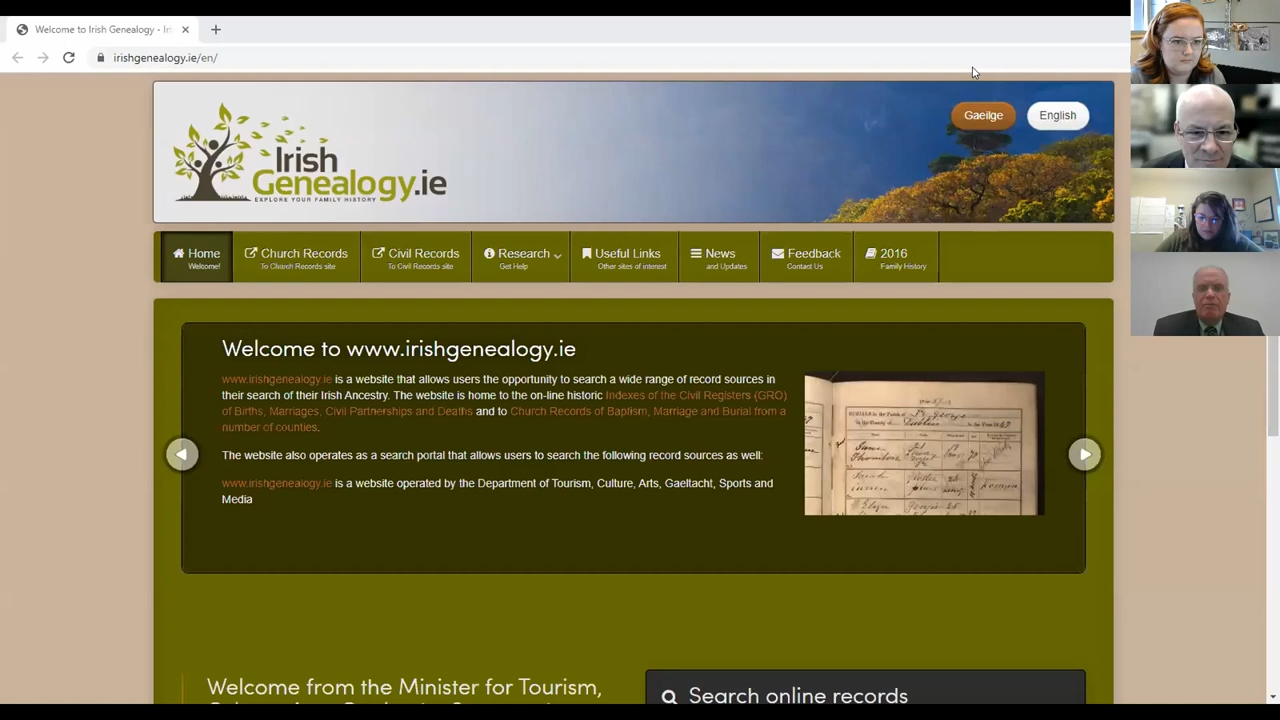 Welcome to Irish Genealogy - Ir
irishgenealogy.ie/en/
Gaeilge
English
Irish
Genealogy.ie
EXPLORE YOUR FAMILY HISTORY
Home
Welcome!
Church Records
To Church Records site
Civil Records
To Civil Records site
Research
Get Help
Useful Links
Other sites of interest
News
and Updates
Feedback
Contact Us
2016
Family History
Welcome to www.irishgenealogy.ie
www.irishgenealogy.ie is a website that allows users the opportunity to search a wide range of record sources in
their search of their Irish Ancestry. The website is home to the on-line historic Indexes of the Civil Registers (GRO)
of Births, Marriages, Civil Partnerships and Deaths and to Church Records of Baptism, Marriage and Burial from a
number of counties.
The website also operates as a search portal that allows users to search the following record sources as well:
www.irishgenealogy.ie is a website operated by the Department of Tourism, Culture, Arts, Gaeltacht, Sports and
Media
Welcome from the Minister for Tourism,
Search online records